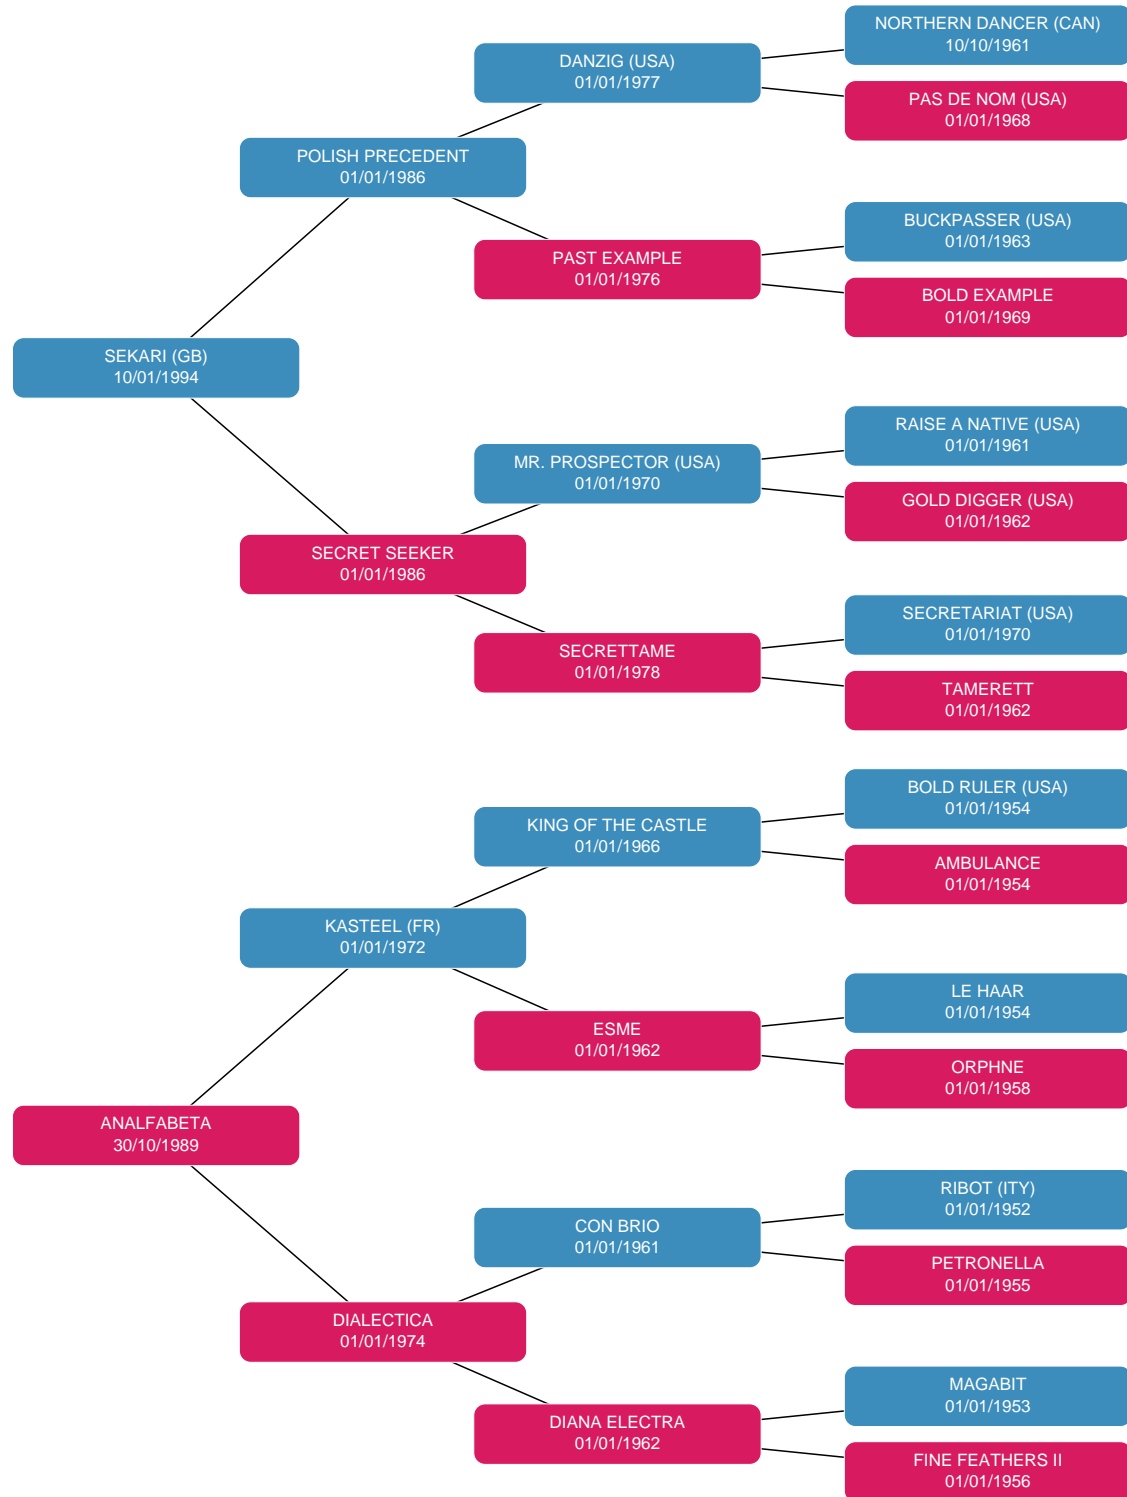 NORTHERN DANCER (CAN)
10/10/1961
DANZIG (USA)
01/01/1977
PAS DE NOM (USA)
01/01/1968
POLISH PRECEDENT
01/01/1986
BUCKPASSER (USA)
01/01/1963
PAST EXAMPLE
01/01/1976
BOLD EXAMPLE
01/01/1969
SEKARI (GB)
10/01/1994
RAISE A NATIVE (USA)
01/01/1961
MR. PROSPECTOR (USA)
01/01/1970
GOLD DIGGER (USA)
01/01/1962
SECRET SEEKER
01/01/1986
SECRETARIAT (USA)
01/01/1970
SECRETTAME
01/01/1978
TAMERETT
01/01/1962
BOLD RULER (USA)
01/01/1954
KING OF THE CASTLE
01/01/1966
AMBULANCE
01/01/1954
KASTEEL (FR)
01/01/1972
LE HAAR
01/01/1954
ESME
01/01/1962
ORPHNE
01/01/1958
ANALFABETA
30/10/1989
RIBOT (ITY)
01/01/1952
CON BRIO
01/01/1961
PETRONELLA
01/01/1955
DIALECTICA
01/01/1974
MAGABIT
01/01/1953
DIANA ELECTRA
01/01/1962
FINE FEATHERS II
01/01/1956